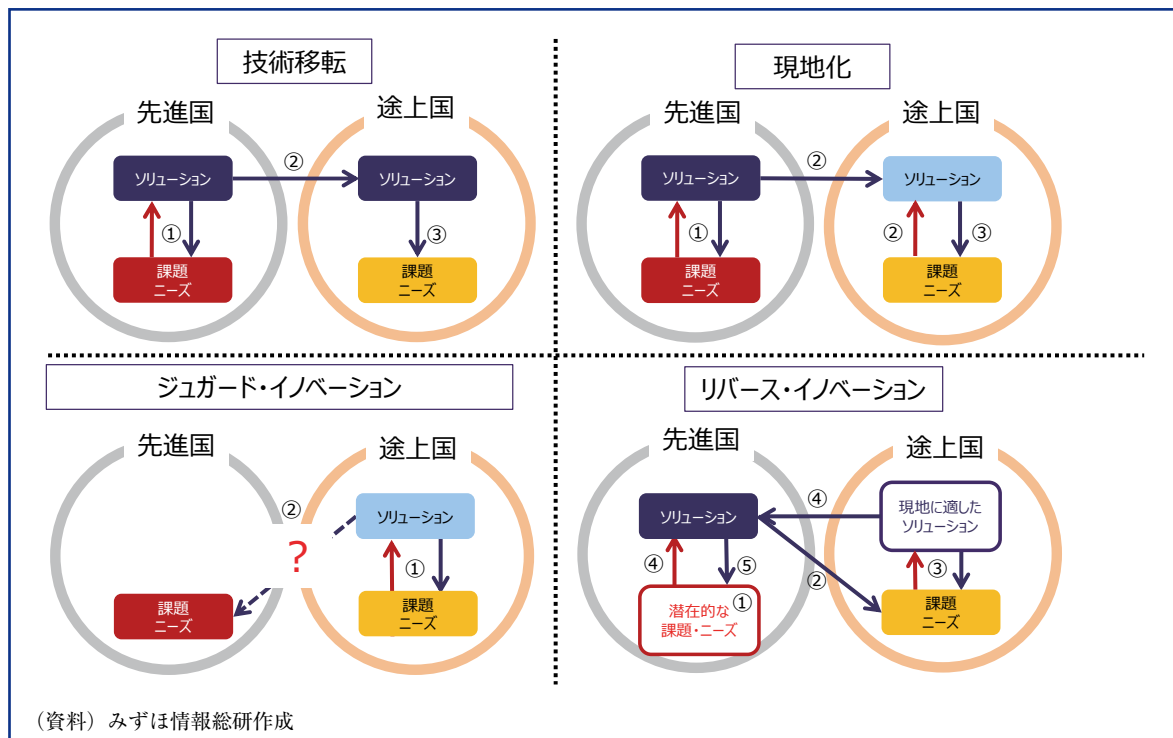 技術移転
先進国
途上国
ソリューション
②
ソリューション
①
③
課題
ニーズ
課題
ニーズ
現地化
先進国
途上国
ソリューション
②
ソリューション
①
②
③
課題
ニーズ
課題
ニーズ
ジュガード・イノベーション
先進国
途上国
②
ソリューション
?
①
課題
ニーズ
課題
ニーズ
リバース・イノベーション
先進国
途上国
ソリューション
④
現地に適した
ソリューション
④
⑤
②
③
①
潜在的な
課題・ニーズ
課題
ニーズ
(資料)みずほ情報総研作成